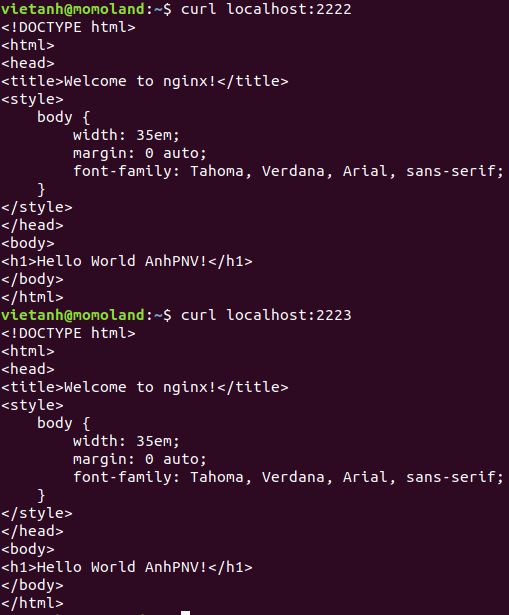 vietanh@momoland:~$ curl localhost:2222
<!DOCTYPE html>
<html>
<head>
<title>Welcome to nginx!</title>
<style>
    body {
        width: 35em;
        margin: 0 auto;
        font-family: Tahoma, Verdana, Arial, sans-serif;
    }
</style>
</head>
<body>
<h1>Hello World AnhPNV!</h1>
</body>
</html>
vietanh@momoland:~$ curl localhost:2223
<!DOCTYPE html>
<html>
<head>
<title>Welcome to nginx!</title>
<style>
    body {
        width: 35em;
        margin: 0 auto;
        font-family: Tahoma, Verdana, Arial, sans-serif;
    }
</style>
</head>
<body>
<h1>Hello World AnhPNV!</h1>
</body>
</html>